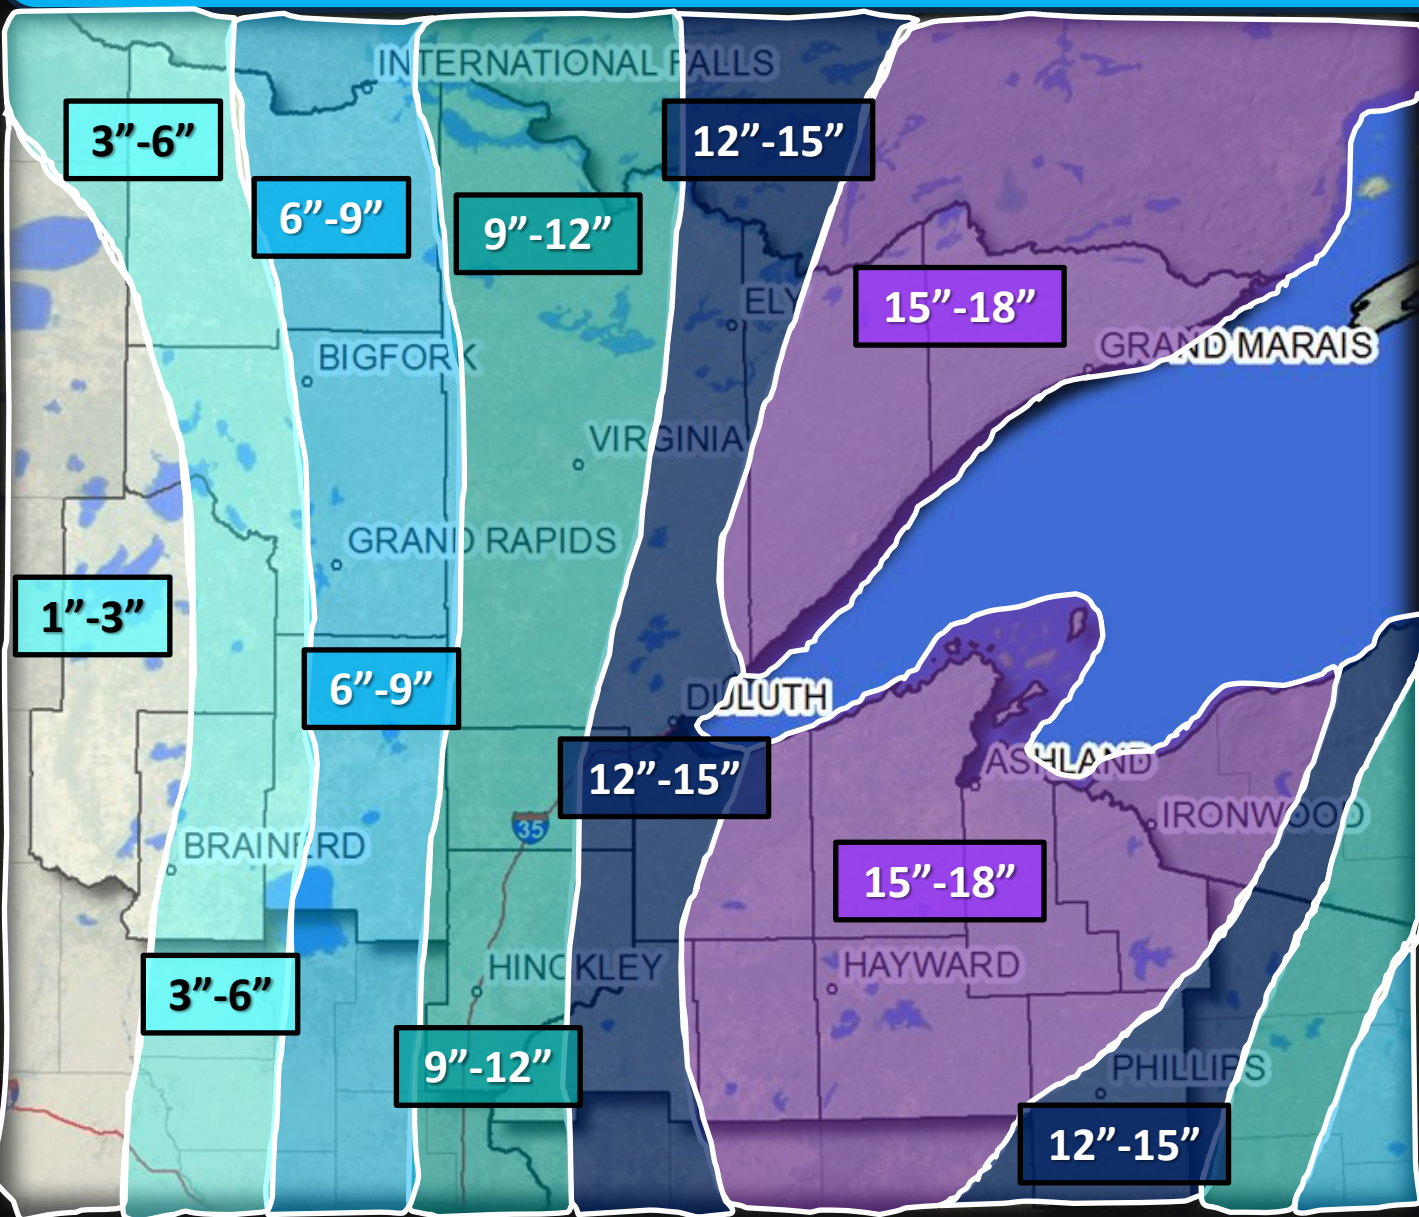 INTERNATIONAL FALLS
3”-6”
12”-15”
6”-9”
9”-12”
15”-18”
ELY
GRAND MARAIS
BIGFORK
VIRGINIA
GRAND RAPIDS
1”-3”
6”-9”
DULUTH
12”-15”
ASHLAND
IRONWOOD
35
BRAINERD
15”-18”
HINCKLEY
HAYWARD
3”-6”
9”-12”
PHILLIPS
12”-15”